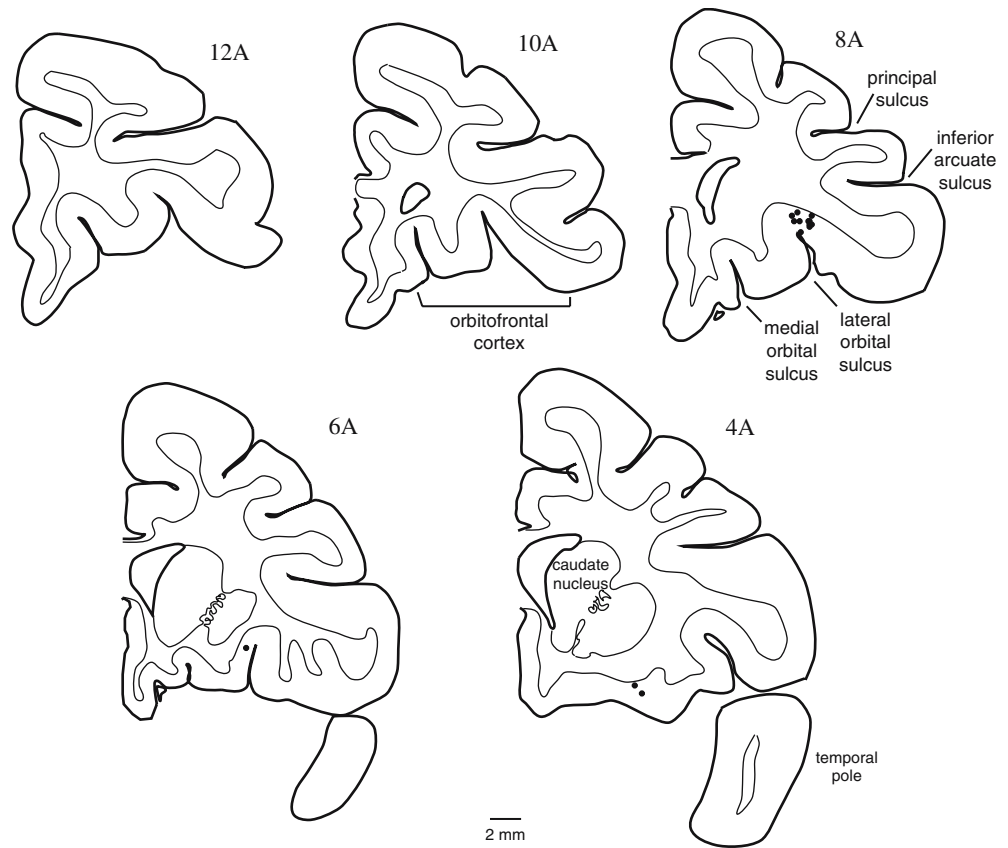 12A
10A
8A
principal
sulcus
inferior
arcuate
sulcus
orbitofrontal
cortex
medial
orbital
sulcus
lateral
orbital
sulcus
6A
4A
caudate
nucleus
temporal
pole
2 mm